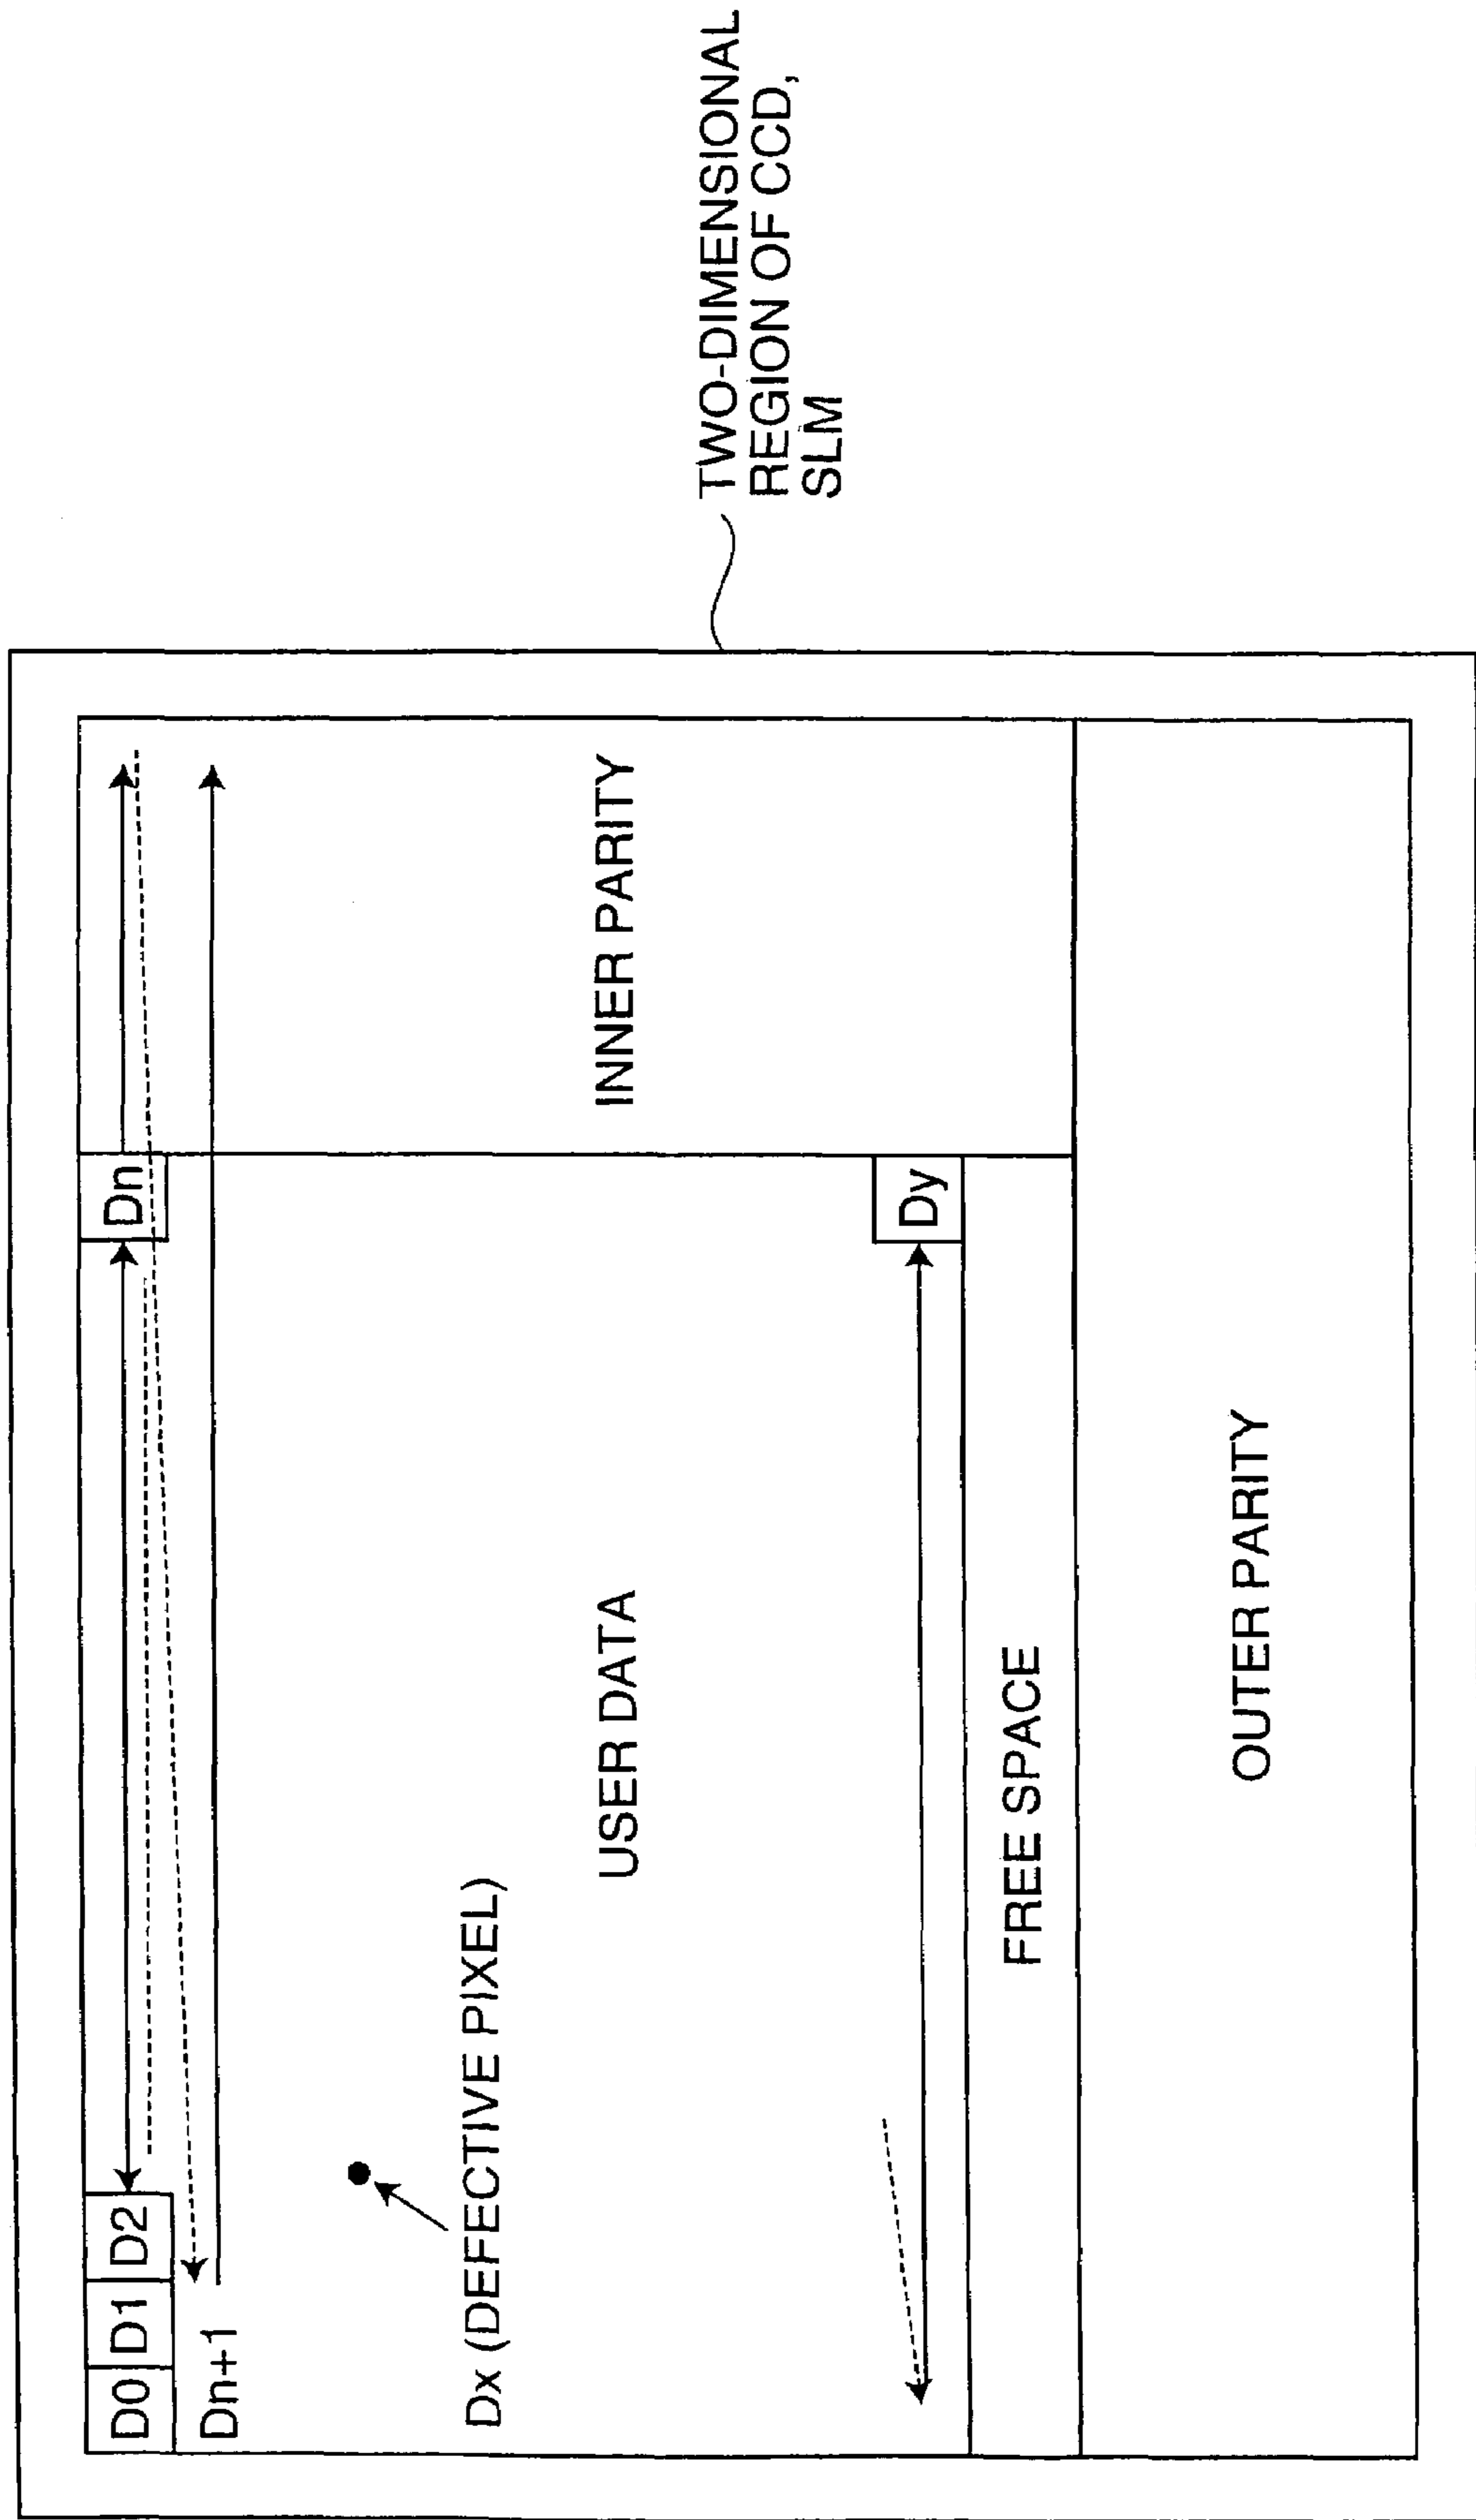 D0 D1 D2
Dn
Dn+1
Dx (DEFECTIVE PIXEL)
USER DATA
INNER PARITY
Dy
FREE SPACE
OUTER PARITY
TWO-DIMENSIONAL
REGION OF CCD,
SLM